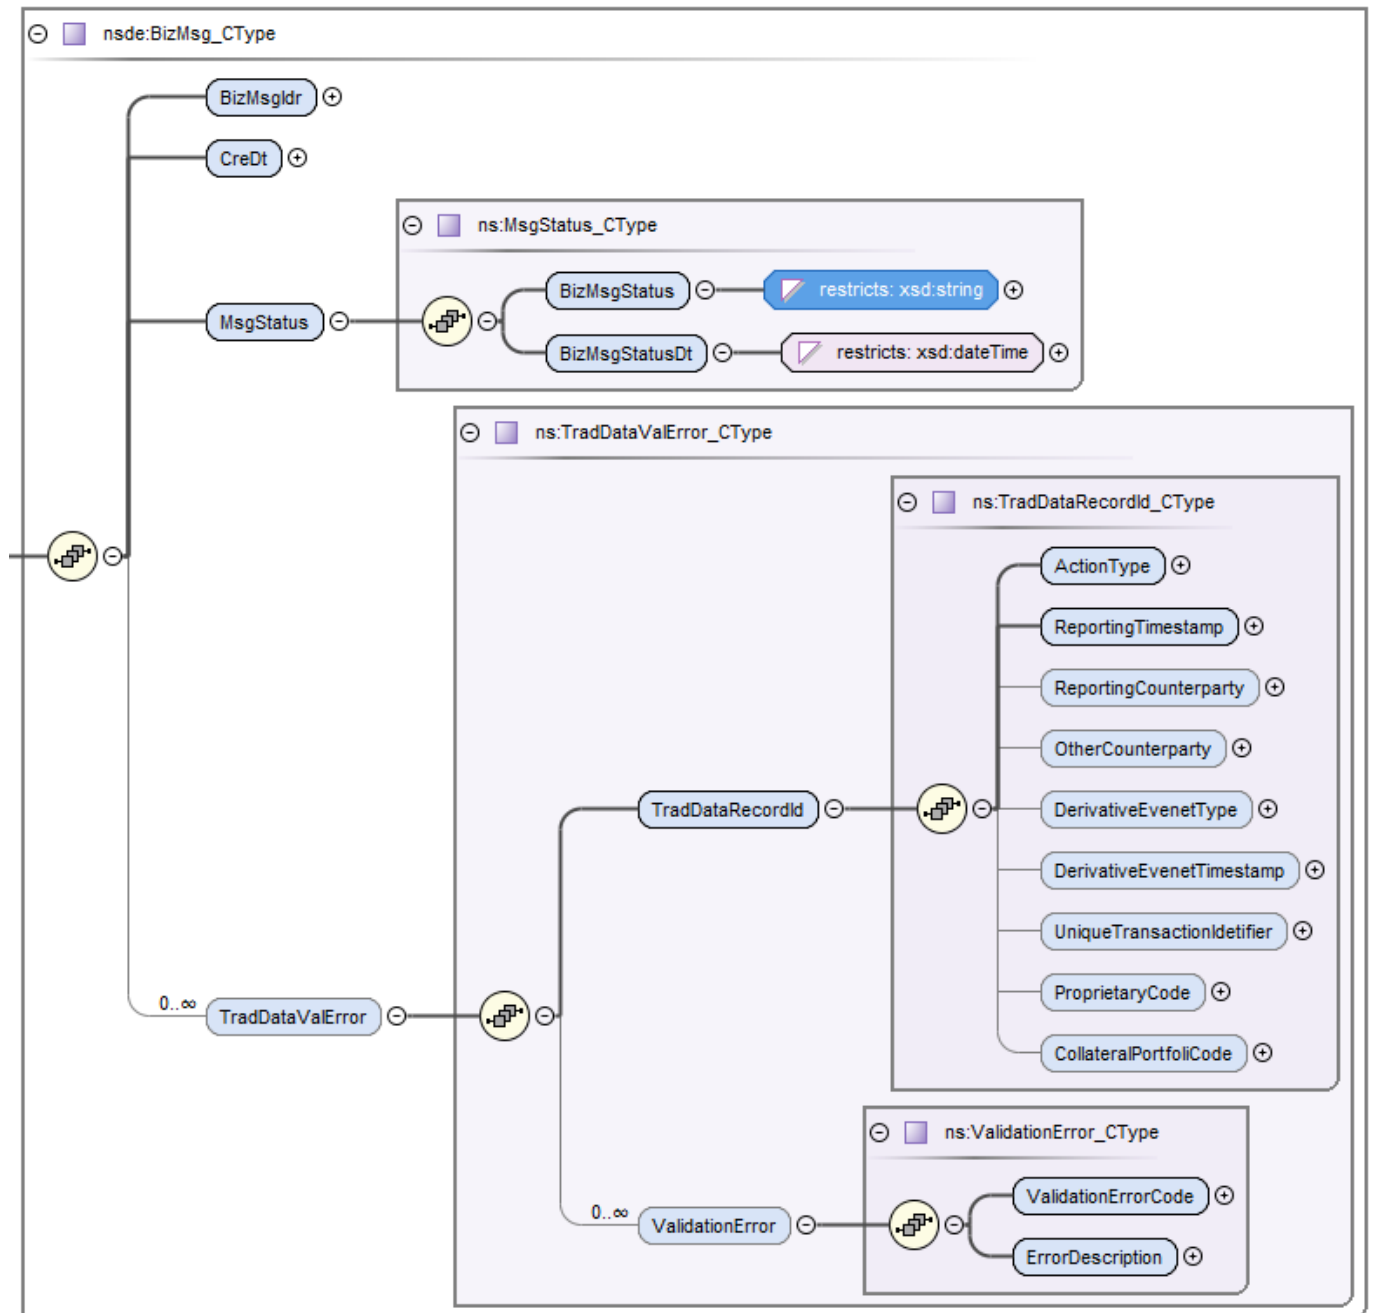 nsde:BizMsg_CType
BizMsgIdr
CreDt
ns:MsgStatus_CType
MsgStatus
BizMsgStatus
restricts: xsd:string
BizMsgStatusDt
restricts: xsd:dateTime
ns:TradDataValError_CType
ns:TradDataRecordId_CType
ActionType
ReportingTimestamp
ReportingCounterparty
OtherCounterparty
TradDataRecordId
DerivativeEvenetType
DerivativeEvenetTimestamp
UniqueTransactionIdetifier
ProprietaryCode
CollateralPortfoliCode
0..∞
TradDataValError
ns:ValidationError_CType
ValidationErrorCode
0..∞
ValidationError
ErrorDescription